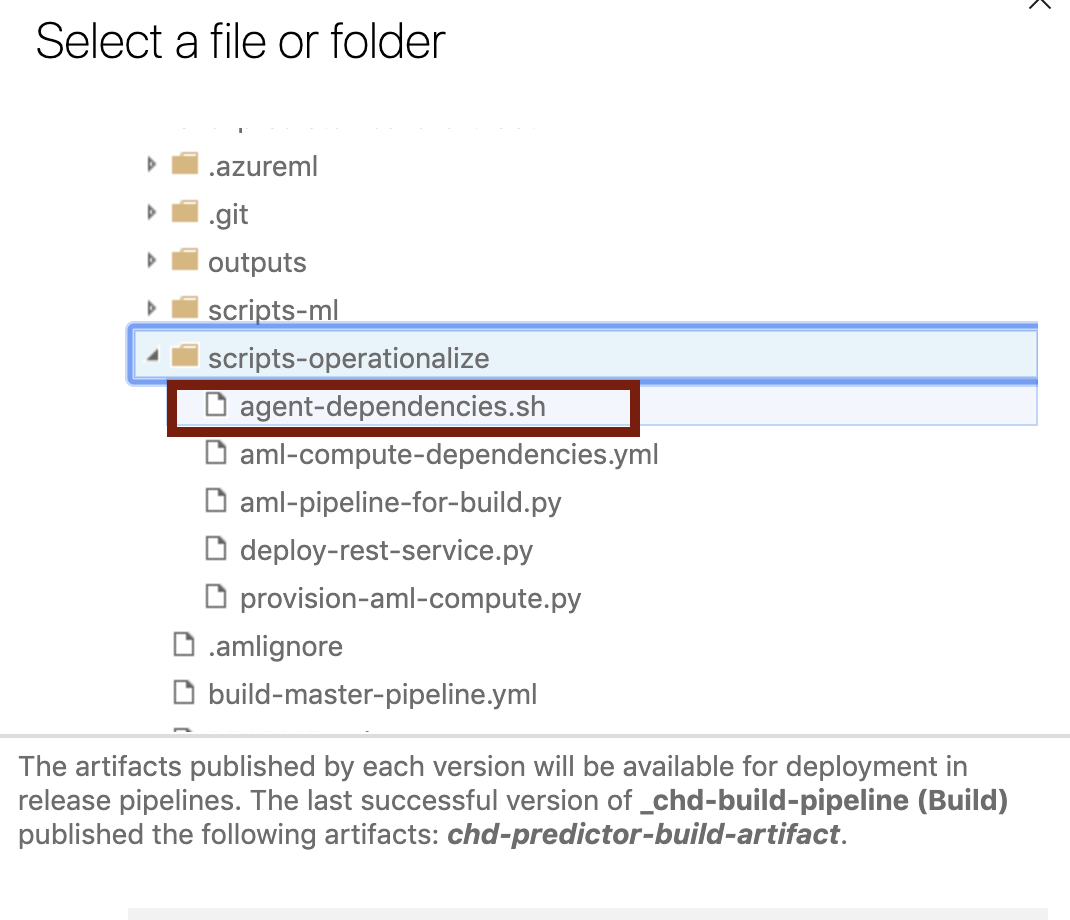 Select a file or folder
.azureml
.git
outputs
scripts-ml
scripts-operationalize
agent-dependencies.sh
aml-compute-dependencies.yml
aml-pipeline-for-build.py
deploy-rest-service.py
provision-aml-compute.py
.amlignore
build-master-pipeline.yml
The artifacts published by each version will be available for deployment in
release pipelines. The last successful version of _chd-build-pipeline (Build)
published the following artifacts: chd-predictor-build-artifact.